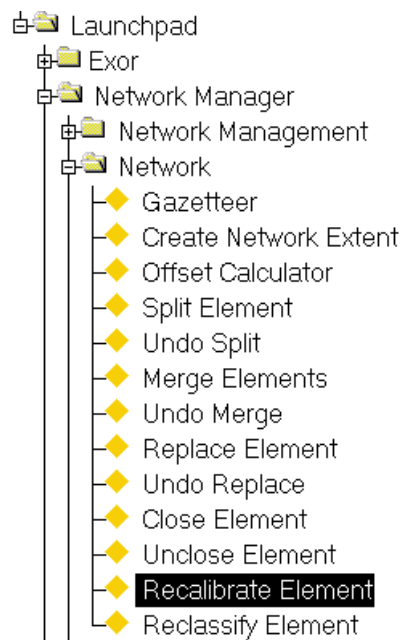 Launchpad
Exor
Network Manager
Network Management
Network
Gazetteer
Create Network Extent
Offset Calculator
Split Element
Undo Split
Merge Elements
Undo Merge
Replace Element
Undo Replace
Close Element
Unclose Element
Recalibrate Element
Reclassify Element